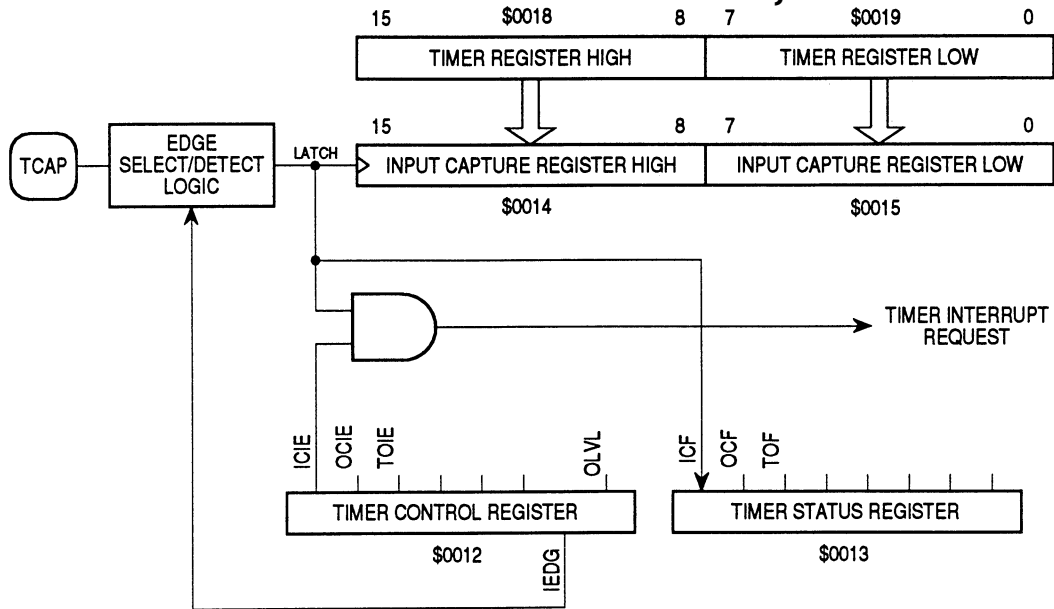 15 $0018 8 7 $0019 0
TIMER REGISTER HIGH TIMER REGISTER LOW
15 8 7 0
TCAP
EDGE
SELECT/DETECT
LOGIC
LATCH
INPUT CAPTURE REGISTER HIGH INPUT CAPTURE REGISTER LOW
$0014 $0015
TIMER INTERRUPT
REQUEST
ICIE OCIE TOIE OLVL ICF OCF TOF
TIMER CONTROL REGISTER TIMER STATUS REGISTER
$0012 $0013
IEDG